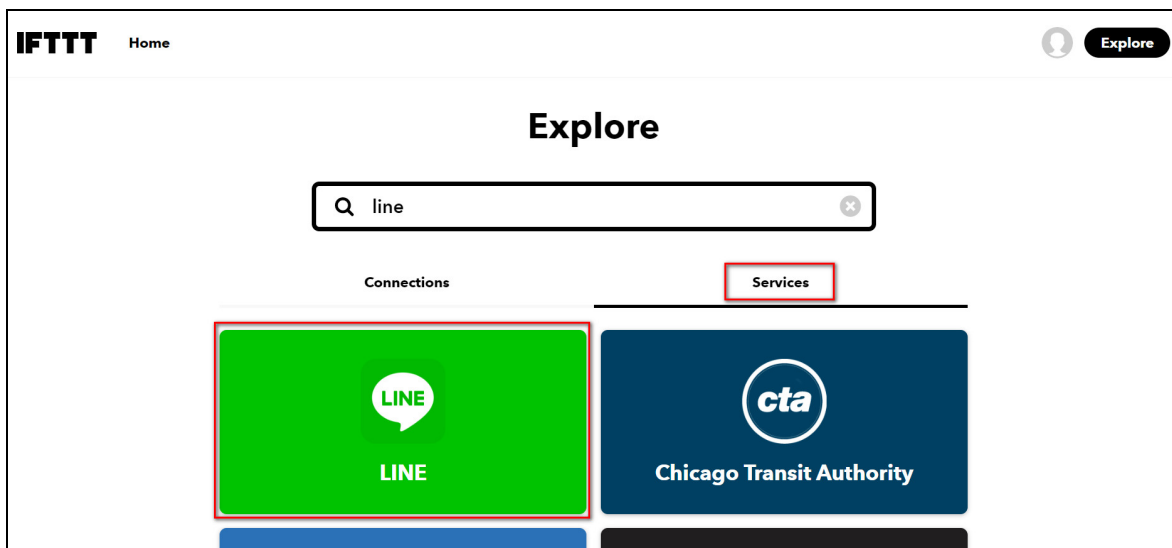 IFTTT Home Explore
Explore
line
Connections Services
LINE
cta
LINE
Chicago Transit Authority